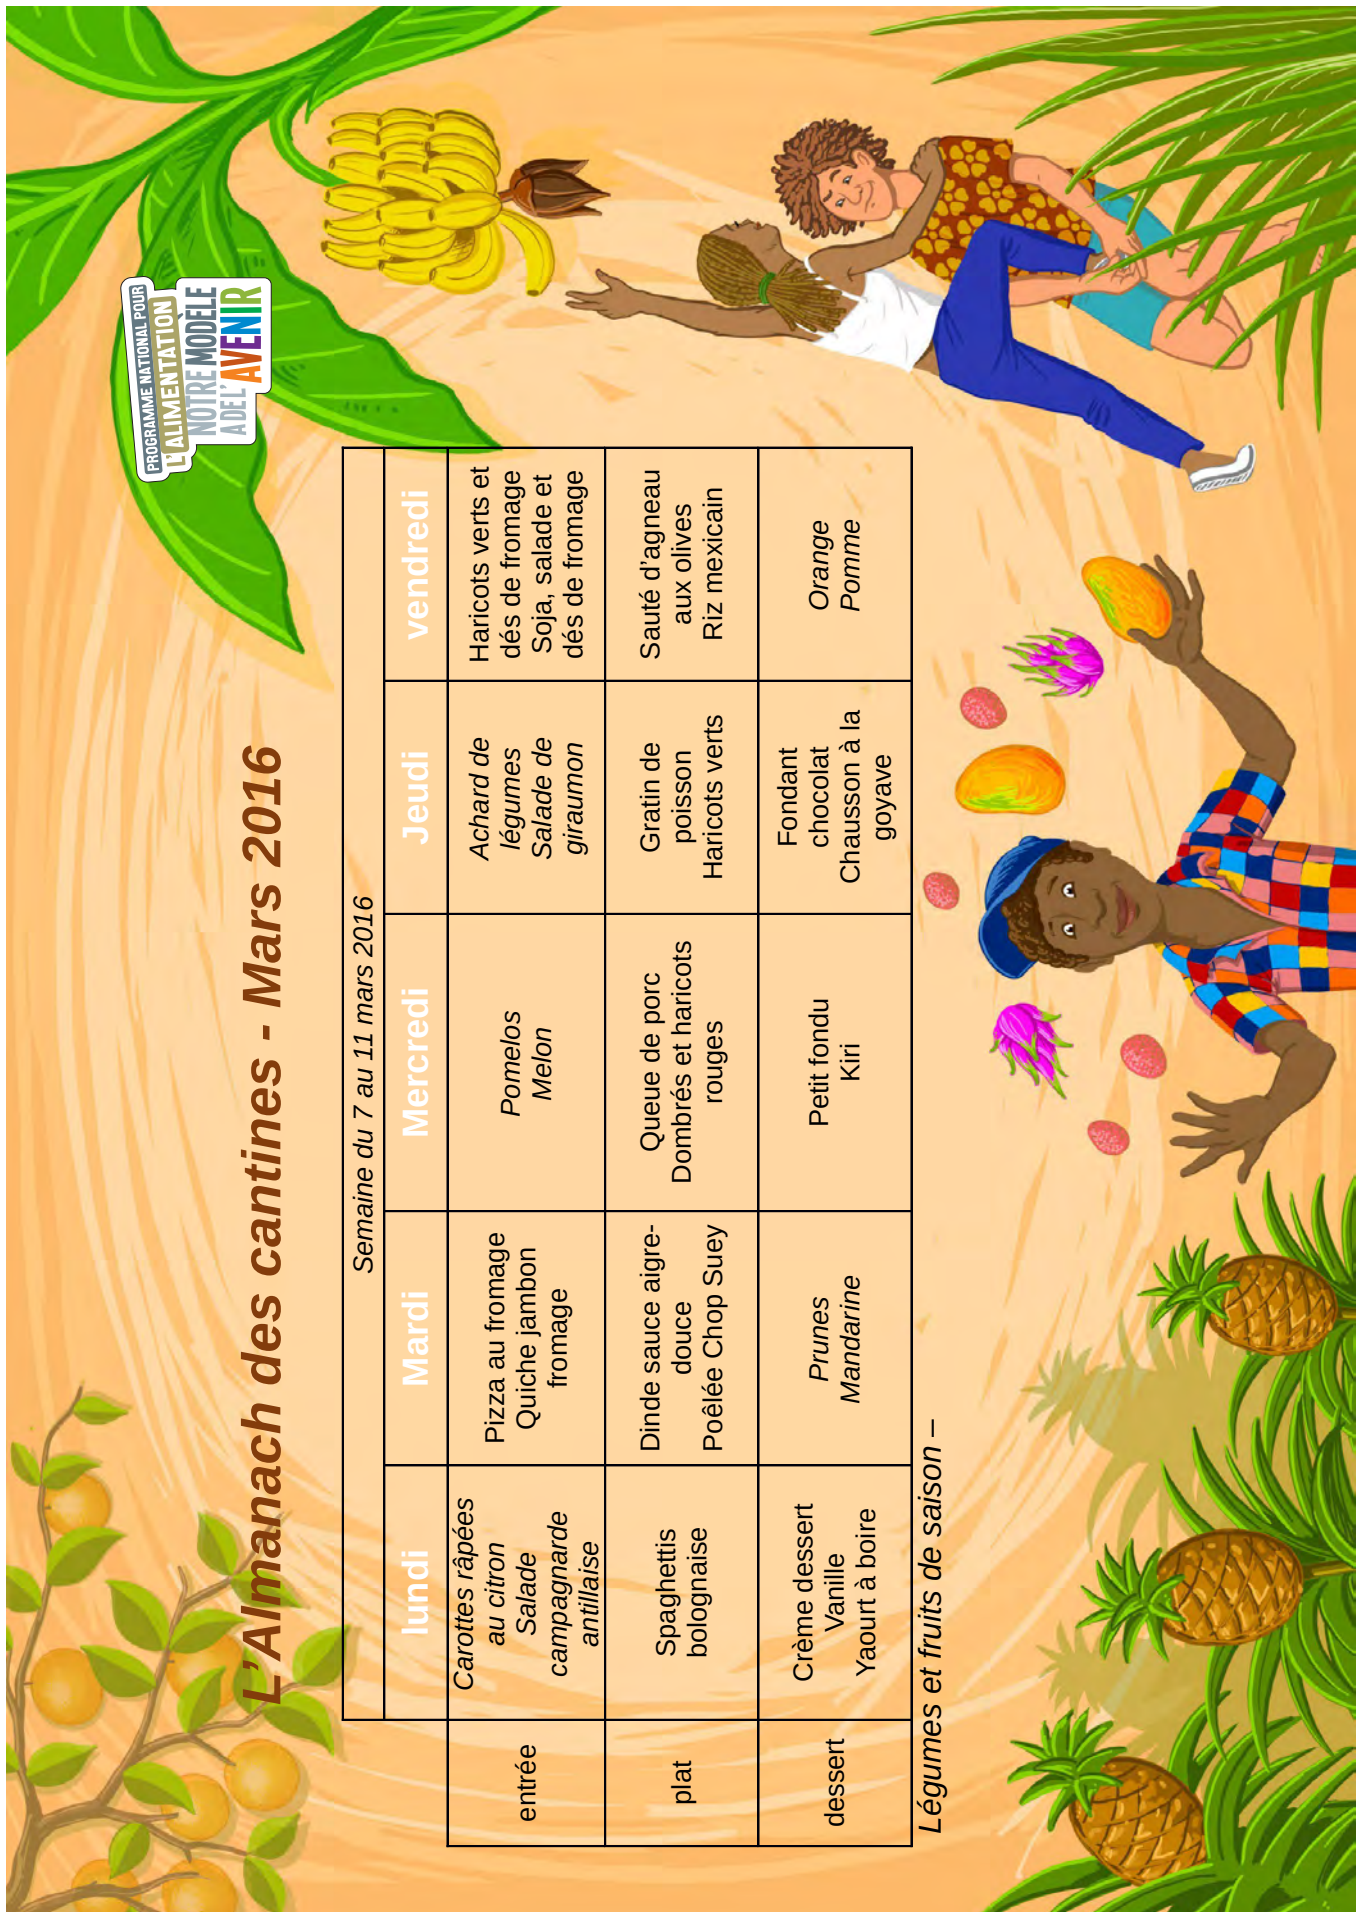 PROGRAMME NATIONAL POUR
L'ALIMENTATION
NOTRE MODÈLE
A DE L'AVENIR
L'Almanach des cantines - Mars 2016
Semaine du 7 au 11 mars 2016
lundi
Mardi
Mercredi
Jeudi
vendredi
entrée
Carottes râpées
au citron
Salade
campagnarde
antillaise
Pizza au fromage
Quiche jambon
fromage
Pomelos
Melon
Achard de
légumes
Salade de
giraumon
Haricots verts et
dés de fromage
Soja, salade et
dés de fromage
plat
Spaghettis
bolognaise
Dinde sauce aigre-
douce
Poêlée Chop Suey
Queue de porc
Dombrés et haricots
rouges
Gratin de
poisson
Haricots verts
Sauté d'agneau
aux olives
Riz mexicain
dessert
Crème dessert
Vanille
Yaourt à boire
Prunes
Mandarine
Petit fondu
Kiri
Fondant
chocolat
Chausson à la
goyave
Orange
Pomme
Légumes et fruits de saison –